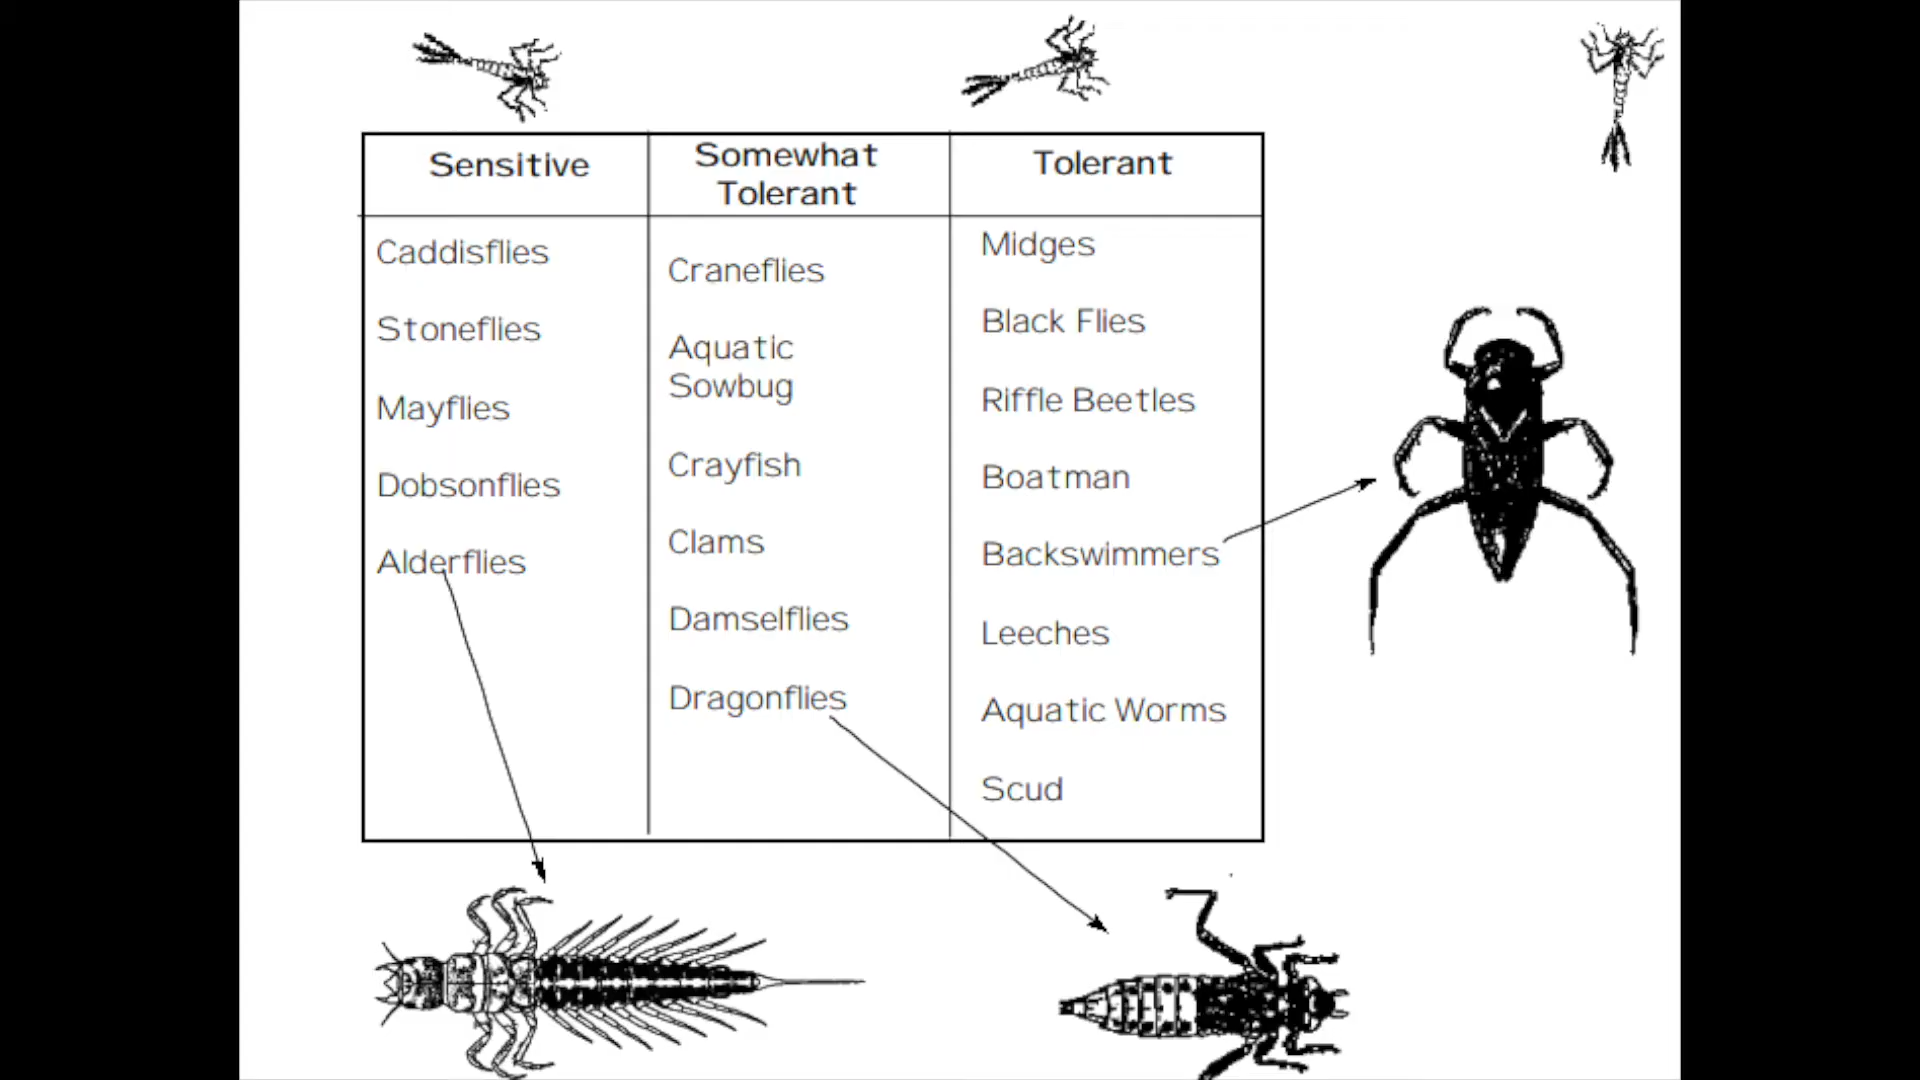 Sensitive
Somewhat
Tolerant
Tolerant
Caddisflies
Stoneflies
Mayflies
Dobsonflies
Alderflies
Craneflies
Aquatic
Sowbug
Crayfish
Clams
Damselflies
Dragonflies
Midges
Black Flies
Riffle Beetles
Boatman
Backswimmers
Leeches
Aquatic Worms
Scud